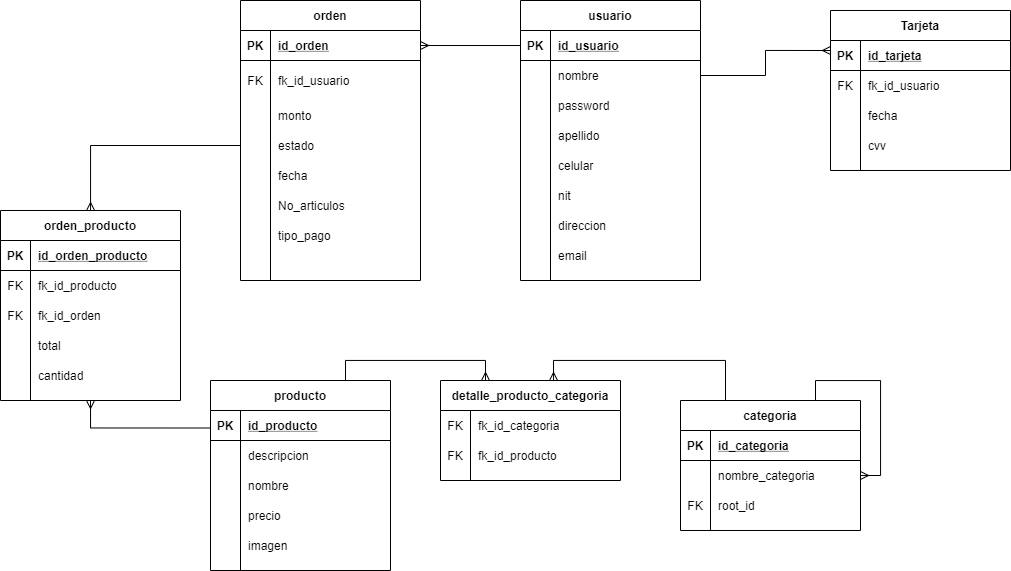 orden
PK id_orden
FK fk_id_usuario
monto
estado
fecha
No_articulos
tipo_pago
usuario
PK id_usuario
nombre
password
apellido
celular
nit
direccion
email
Tarjeta
PK id_tarjeta
FK fk_id_usuario
fecha
cvv
orden_producto
PK id_orden_producto
FK fk_id_producto
FK fk_id_orden
total
cantidad
producto
PK id_producto
descripcion
nombre
precio
imagen
detalle_producto_categoria
FK fk_id_categoria
FK fk_id_producto
categoria
PK id_categoria
nombre_categoria
FK root_id